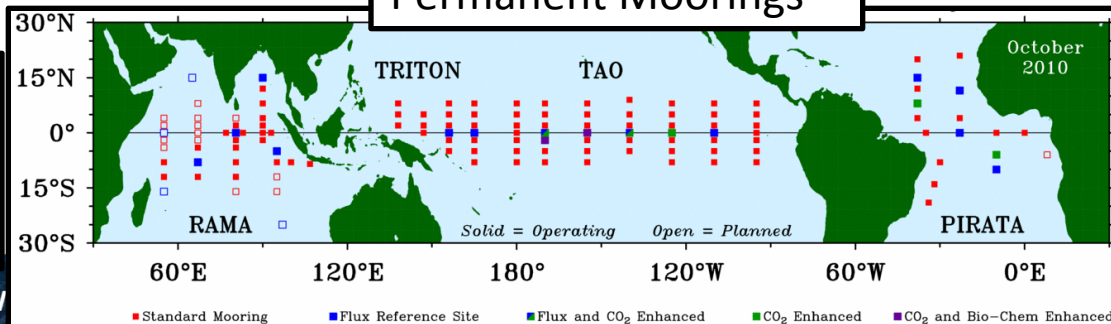 Permanent Moorings
30°N
15°N
0°
15°S
30°S
TRITON
TAO
October
2010
RAMA
Solid = Operating Open = Planned
PIRATA
60°E 120°E 180° 120°W 60°W 0°E
Standard Mooring Flux Reference Site Flux and CO₂ Enhanced CO₂ Enhanced CO₂ and Bio-Chem Enhanced